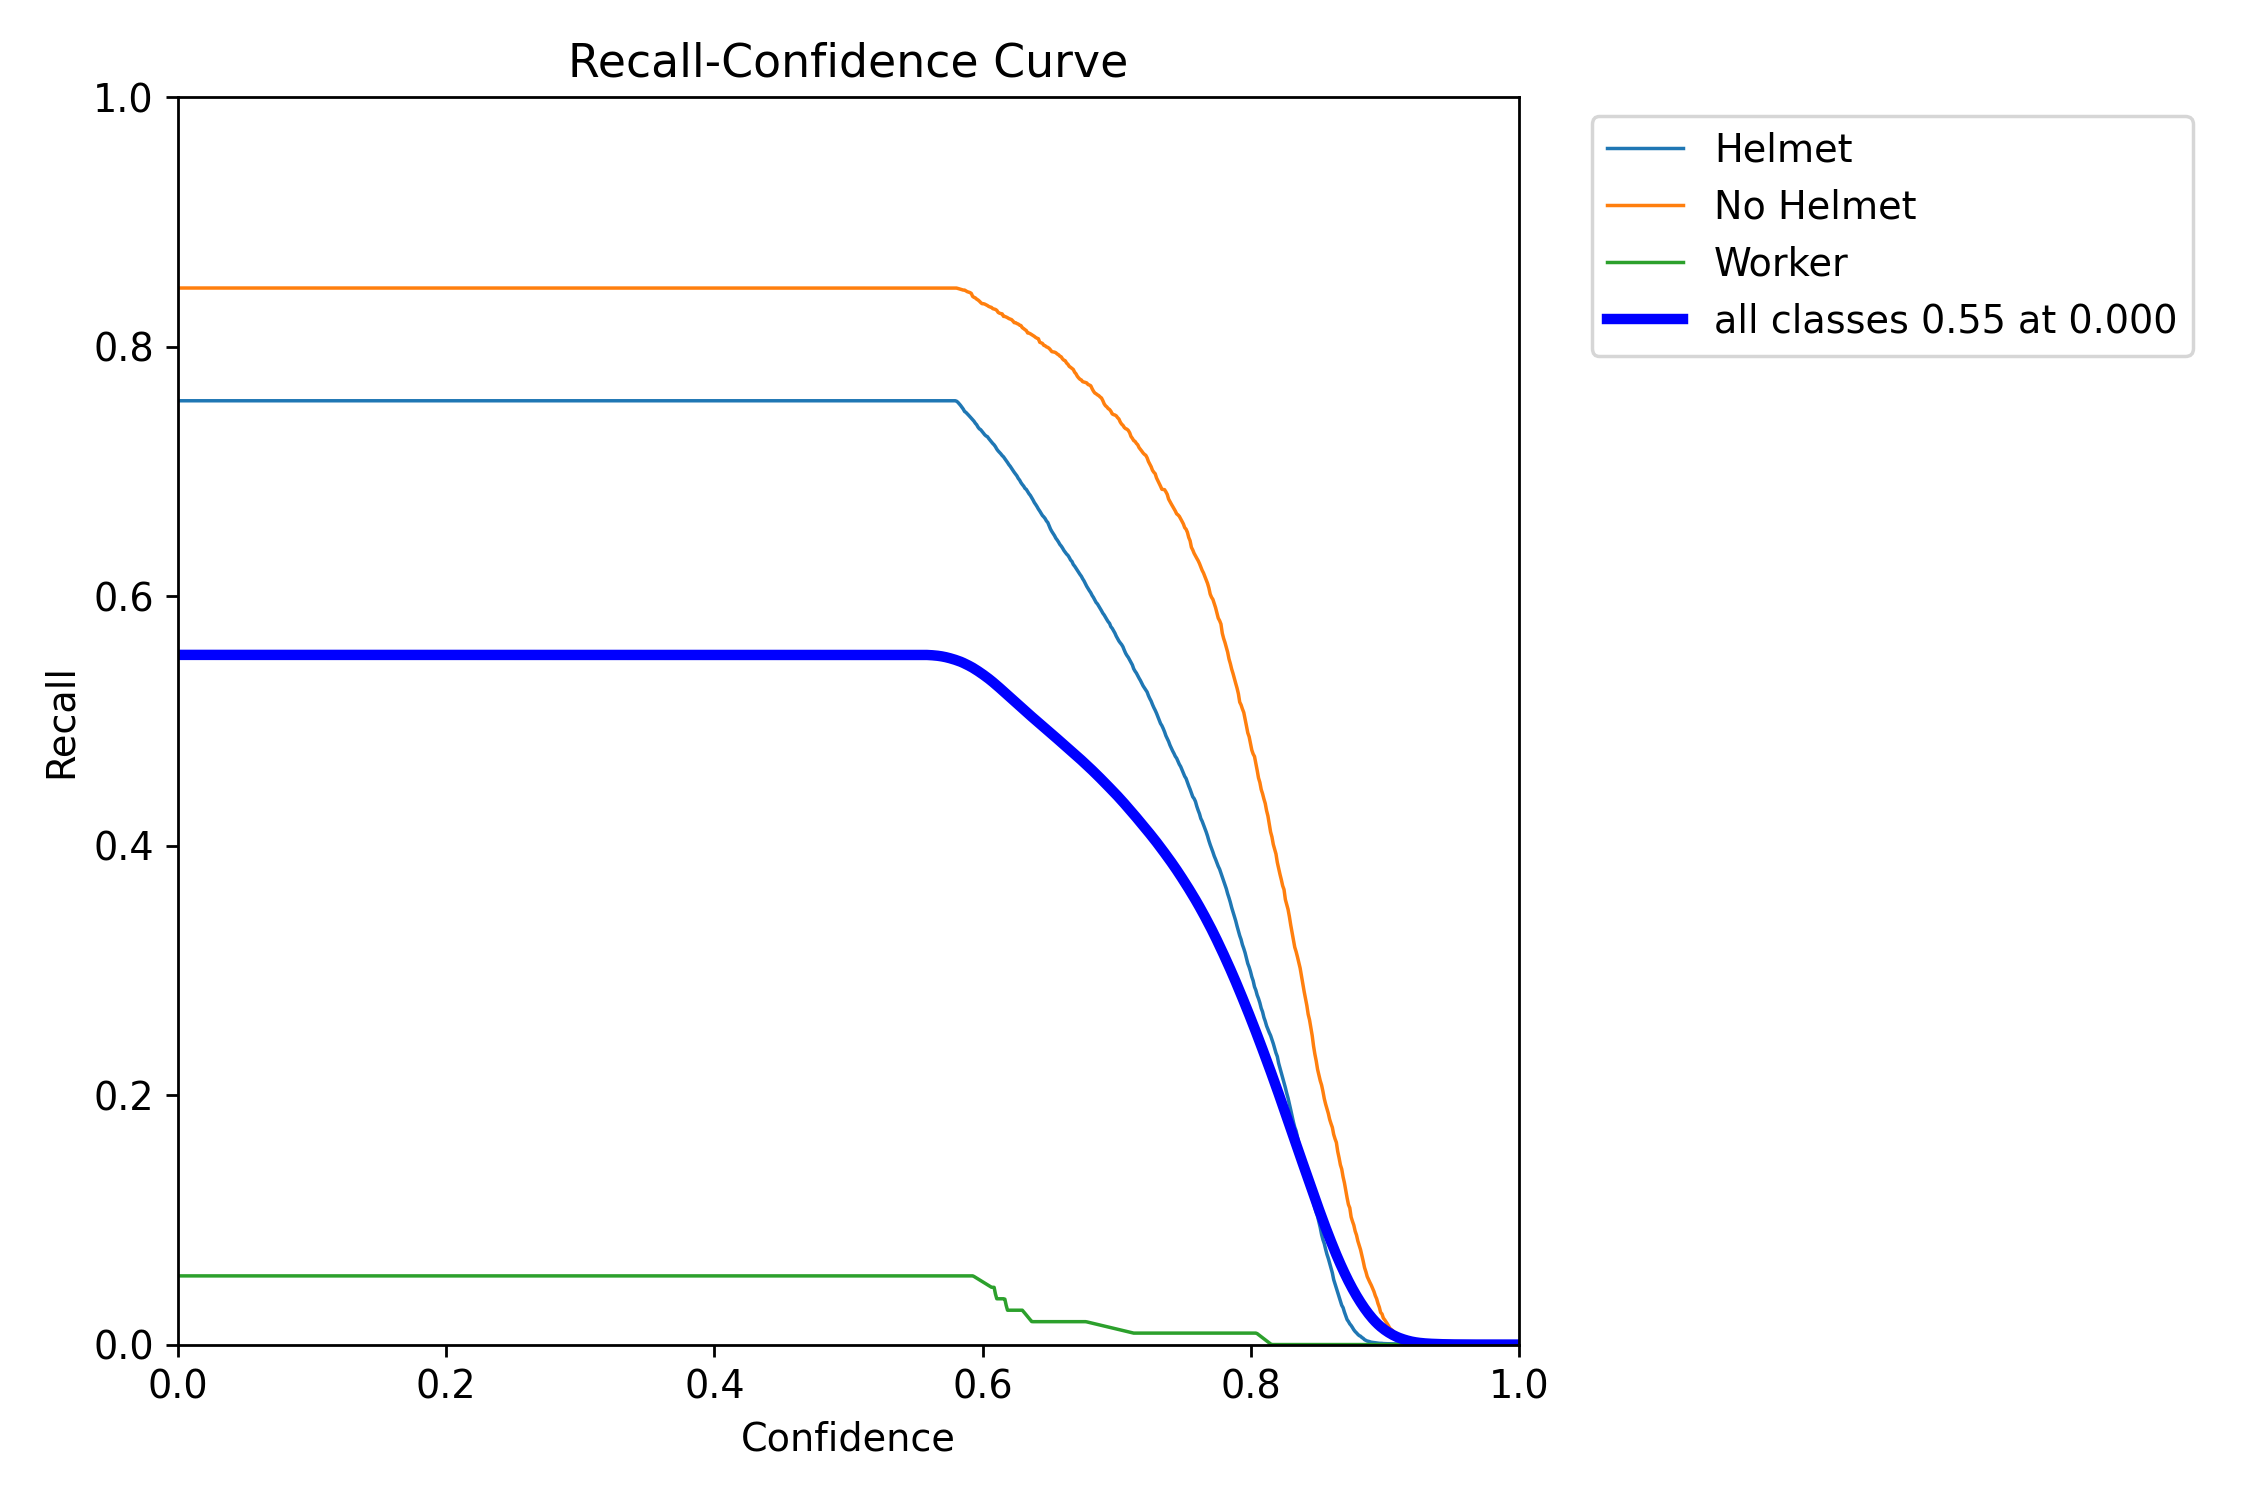 Recall-Confidence Curve
1.0
0.8
0.6
0.4
0.2
0.0
Recall
0.0 0.2 0.4 0.6 0.8 1.0
Confidence
Helmet
No Helmet
Worker
all classes 0.55 at 0.000